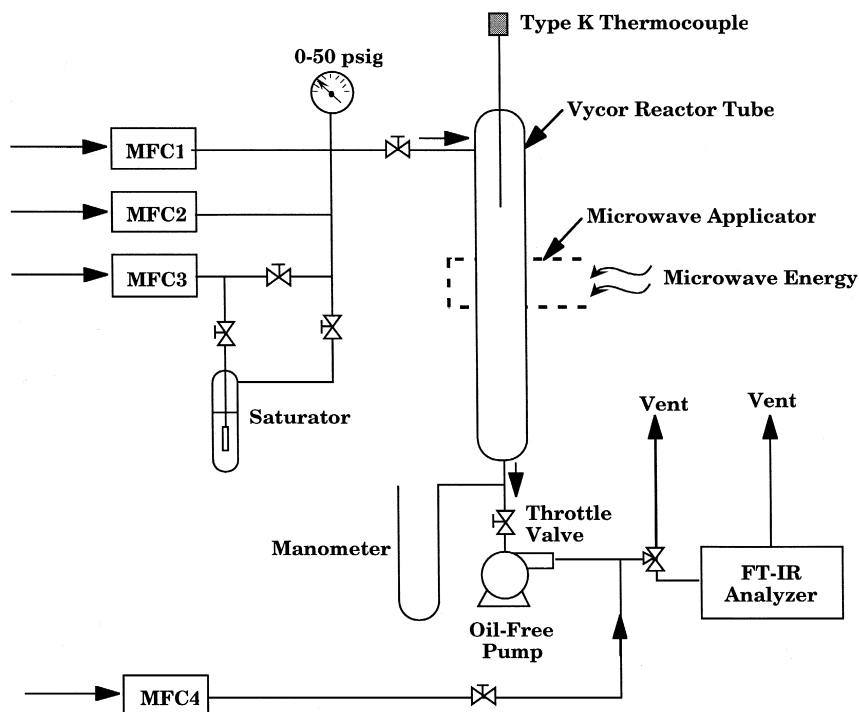 Type K Thermocouple
0-50 psig
Vycor Reactor Tube
MFC1
MFC2
Microwave Applicator
MFC3
Microwave Energy
Saturator
Vent
Vent
Throttle
Valve
Manometer
FT-IR
Analyzer
Oil-Free
Pump
MFC4